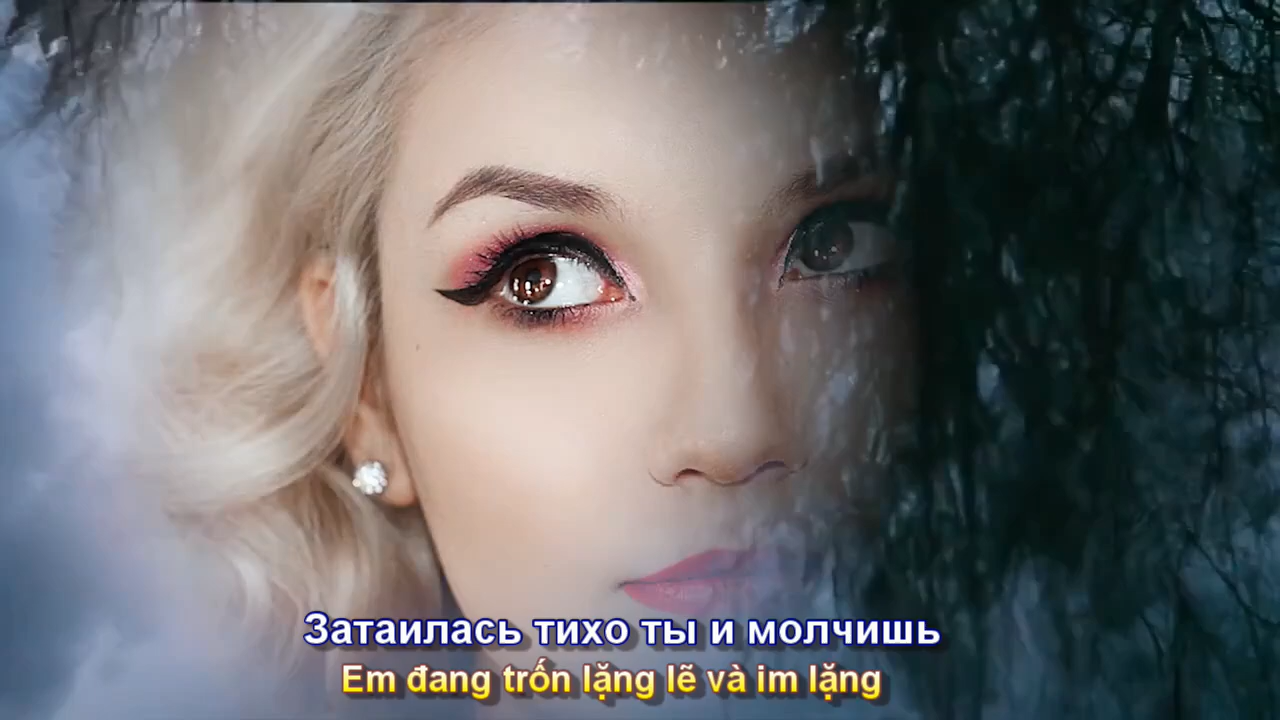 Затаилась тихо ты и молчишь
Em đang trốn lặng lẽ và im lặng